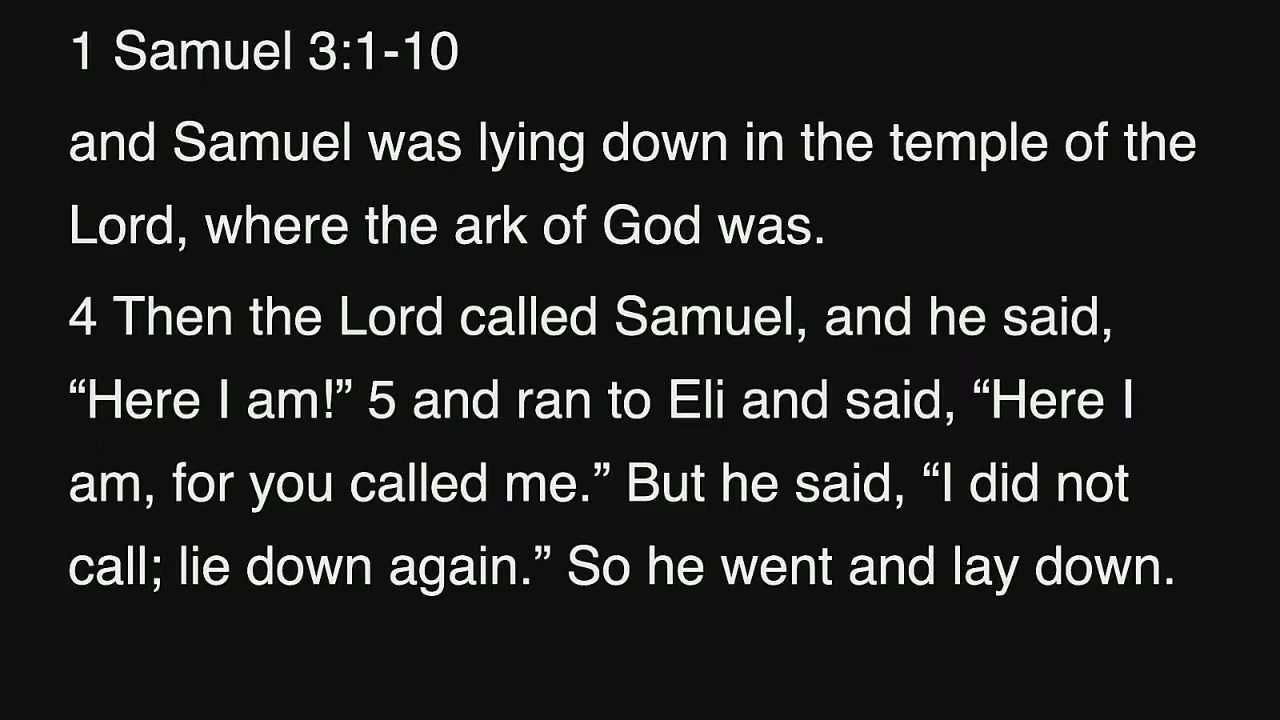 1 Samuel 3:1-10
and Samuel was lying down in the temple of the
Lord, where the ark of God was.
4 Then the Lord called Samuel, and he said,
“Here I am!” 5 and ran to Eli and said, “Here I
am, for you called me.” But he said, “I did not
call; lie down again.” So he went and lay down.